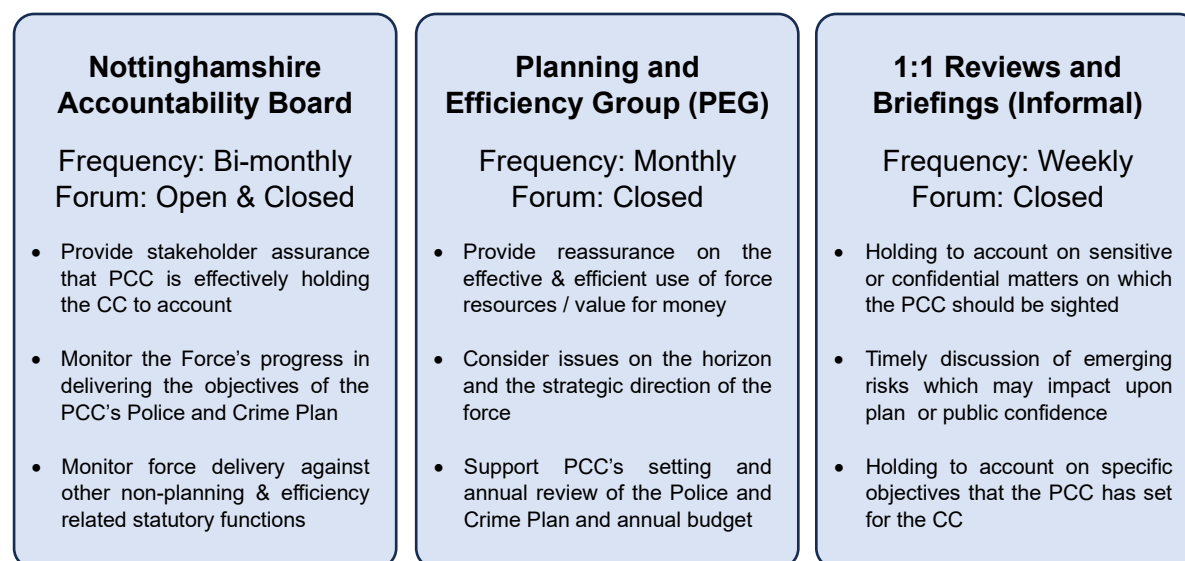 Nottinghamshire
Accountability Board
Frequency: Bi-monthly
Forum: Open & Closed
• Provide stakeholder assurance
that PCC is effectively holding
the CC to account
• Monitor the Force's progress in
delivering the objectives of the
PCC's Police and Crime Plan
• Monitor force delivery against
other non-planning & efficiency
related statutory functions
Planning and
Efficiency Group (PEG)
Frequency: Monthly
Forum: Closed
• Provide reassurance on the
effective & efficient use of force
resources / value for money
• Consider issues on the horizon
and the strategic direction of the
force
• Support PCC's setting and
annual review of the Police and
Crime Plan and annual budget
1:1 Reviews and
Briefings (Informal)
Frequency: Weekly
Forum: Closed
• Holding to account on sensitive
or confidential matters on which
the PCC should be sighted
• Timely discussion of emerging
risks which may impact upon
plan or public confidence
• Holding to account on specific
objectives that the PCC has set
for the CC